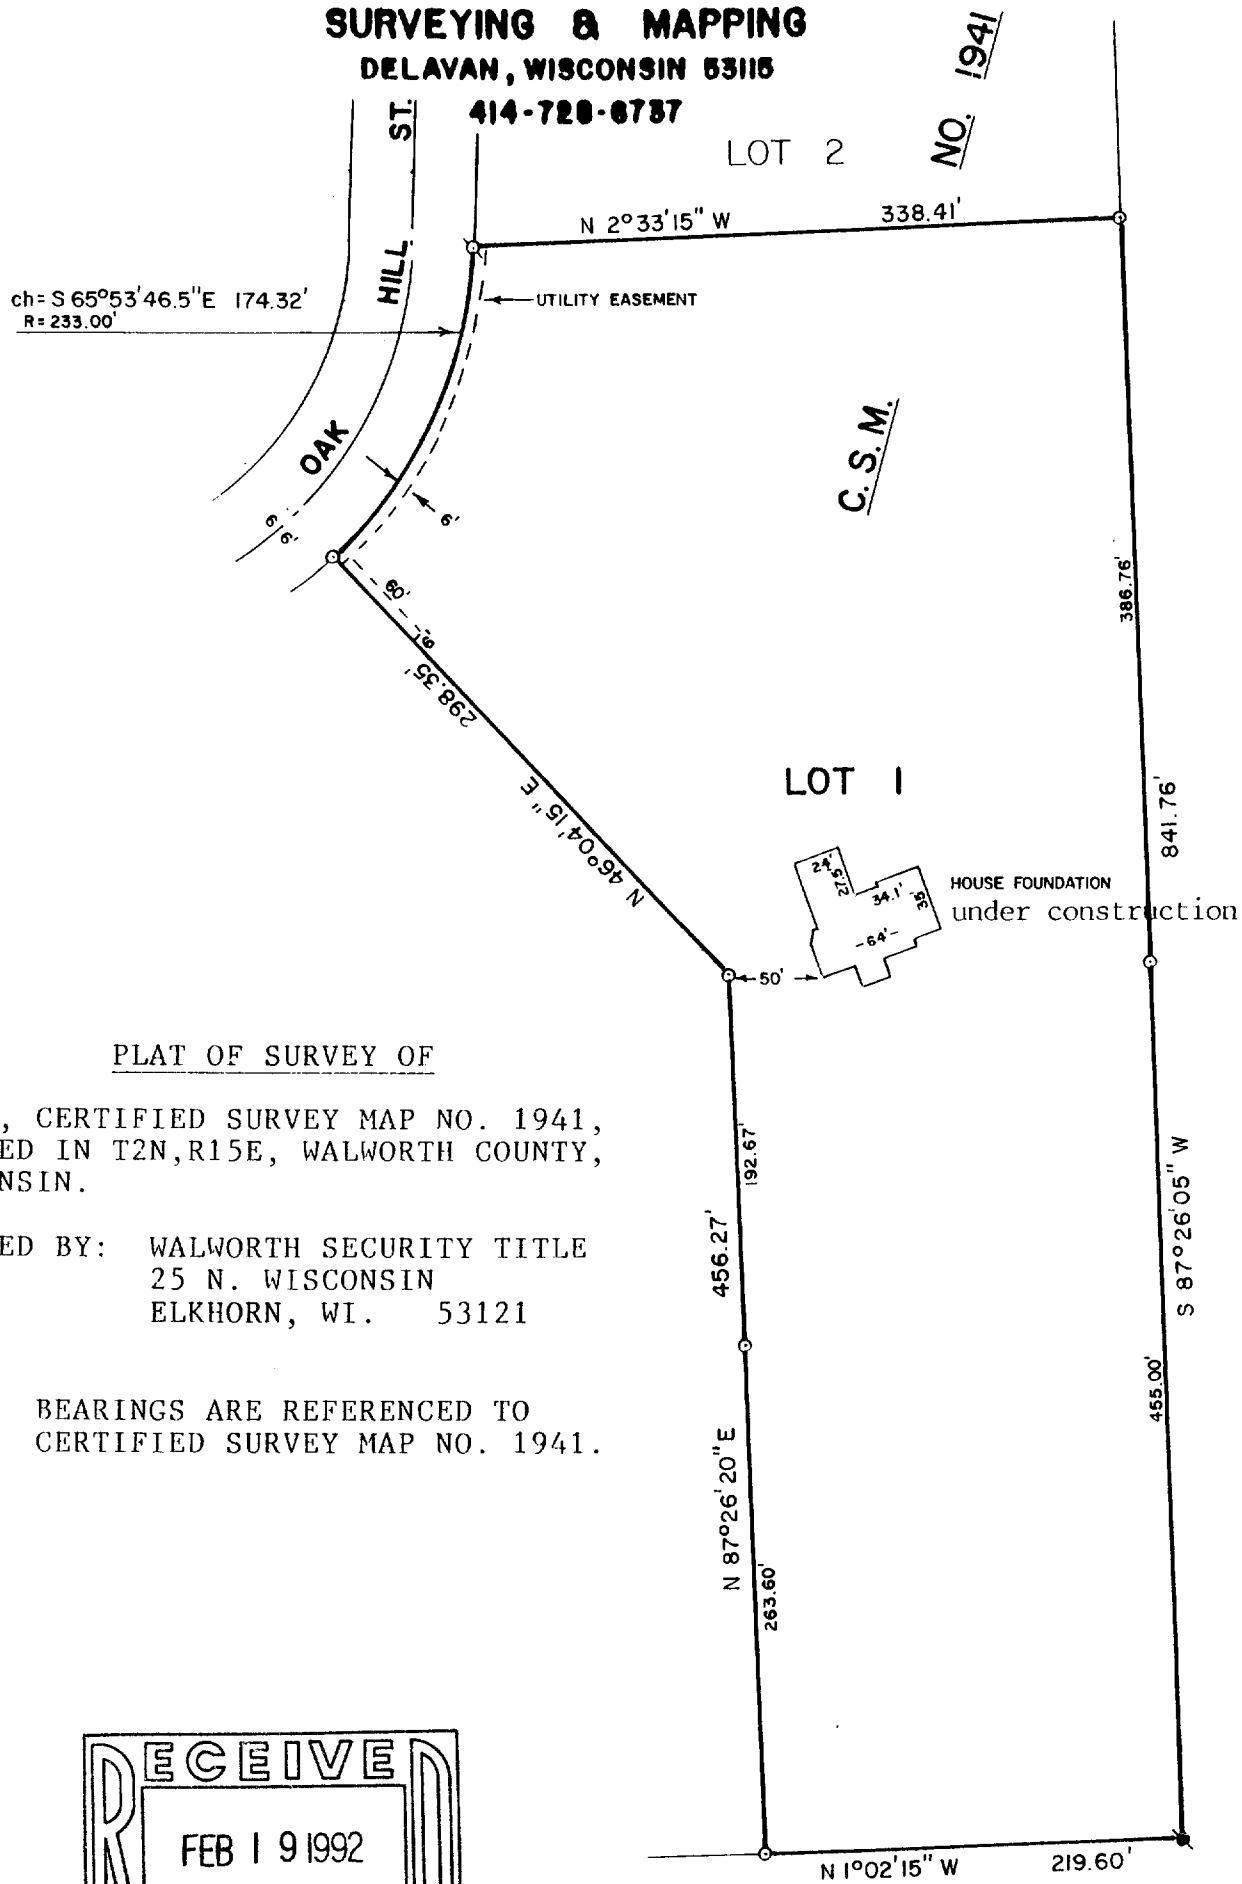 SURVEYING & MAPPING
DELAVAN, WISCONSIN 53115
414-728-6737
NO. 1941
LOT 2
OAK HILL ST.
N 2°33'15" W 338.41'
ch= S 65°53'46.5"E 174.32'
R= 233.00'
UTILITY EASEMENT
C. S. M.
6'
60'
6'
298.35'
N 46°04'15" E
386.76'
841.76'
LOT 1
24'
27.5'
34.1'
35'
-64'-
HOUSE FOUNDATION
under construction
50'
PLAT OF SURVEY OF
, CERTIFIED SURVEY MAP NO. 1941,
ED IN T2N,R15E, WALWORTH COUNTY,
NSIN.
ED BY: WALWORTH SECURITY TITLE
25 N. WISCONSIN
ELKHORN, WI. 53121
BEARINGS ARE REFERENCED TO
CERTIFIED SURVEY MAP NO. 1941.
192.67'
456.27'
S 87°26'05" W
455.00'
N 87°26'20" E
263.60'
RECEIVED
FEB 19 1992
N 1°02'15" W 219.60'